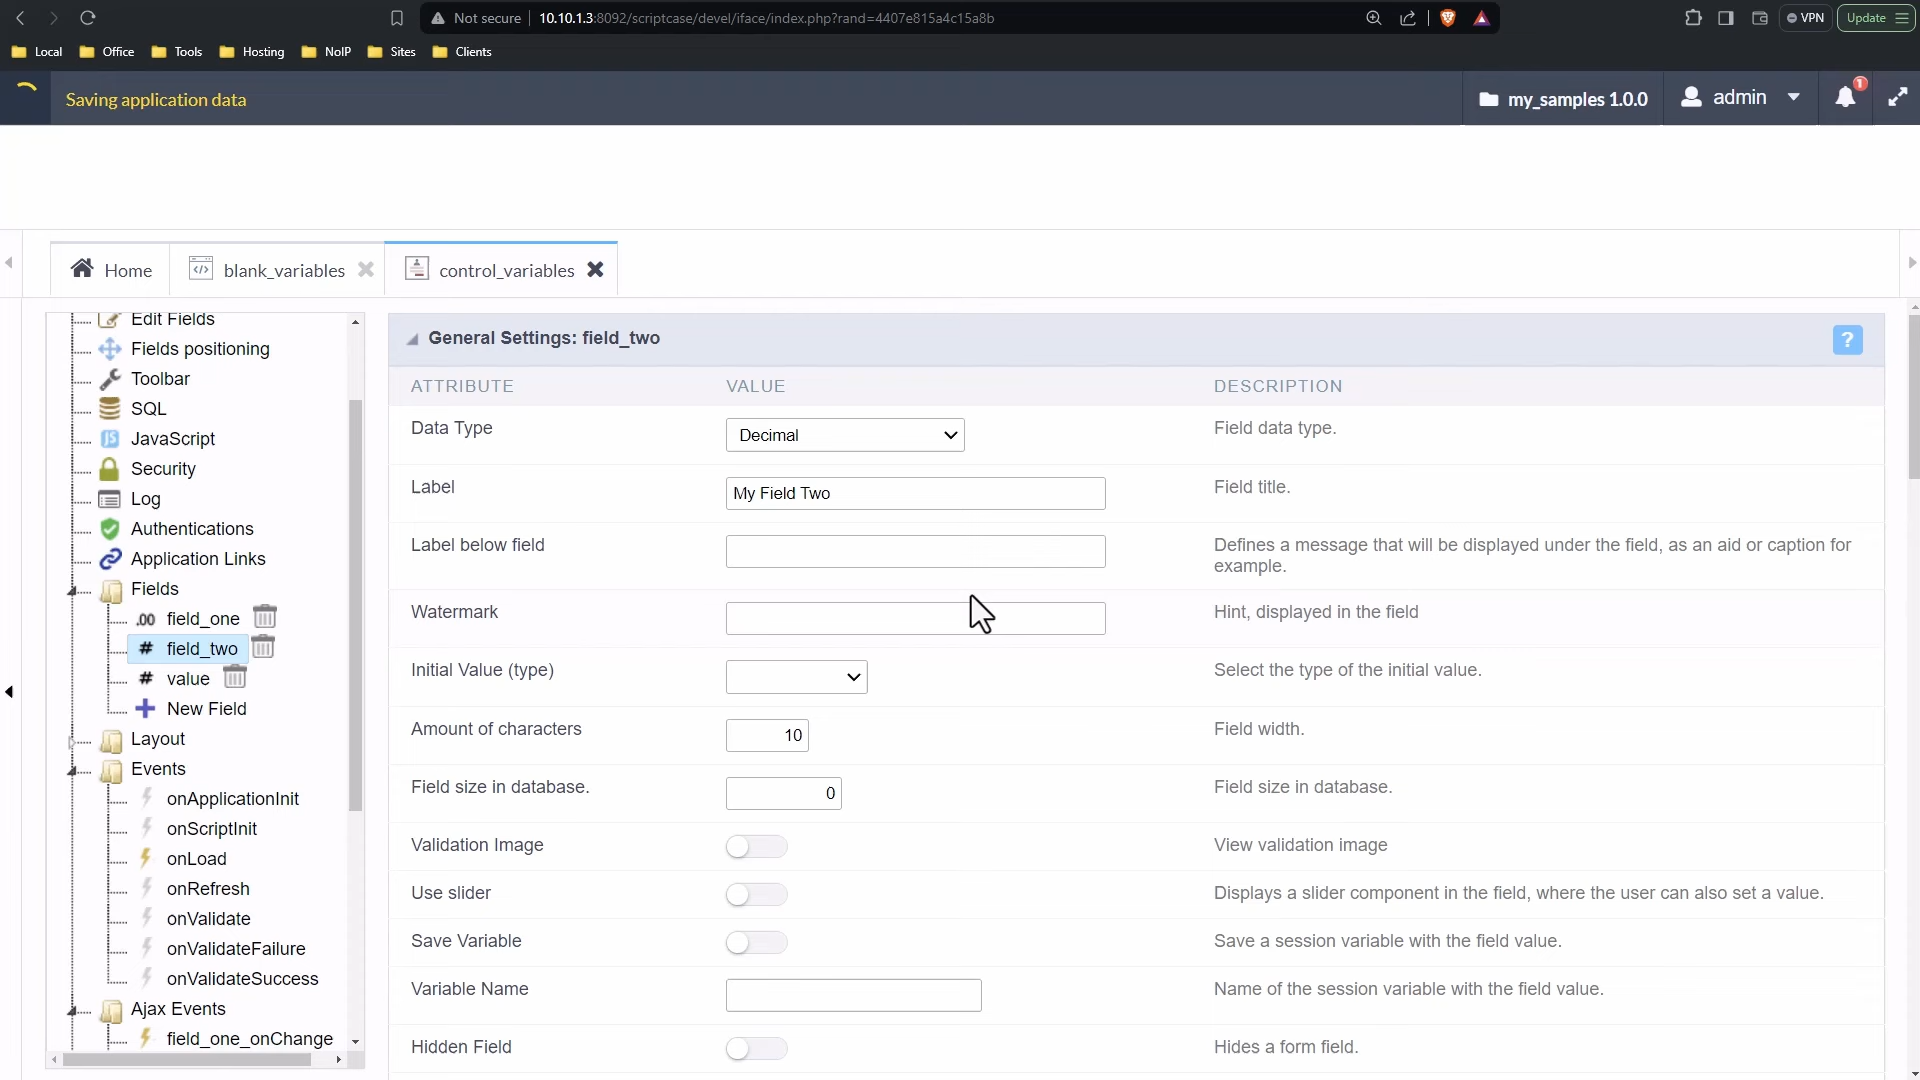 Not secure
10.10.1.3:8092/scriptcase/devel/iface/index.php?rand=4407e815a4c15a8b
VPN
Update
Local
Office
Tools
Hosting
NoIP
Sites
Clients
Saving application data
my_samples 1.0.0
admin
1
Home
blank_variables
control_variables
Edit Fields
Fields positioning
Toolbar
SQL
JavaScript
Security
Log
Authentications
Application Links
Fields
.00 field_one
# field_two
# value
New Field
Layout
Events
onApplicationInit
onScriptInit
onLoad
onRefresh
onValidate
onValidateFailure
onValidateSuccess
Ajax Events
field_one_onChange
General Settings: field_two
?
ATTRIBUTE VALUE DESCRIPTION
Data Type Decimal Field data type.
Label My Field Two Field title.
Label below field Defines a message that will be displayed under the field, as an aid or caption for
example.
Watermark Hint, displayed in the field
Initial Value (type) Select the type of the initial value.
Amount of characters 10 Field width.
Field size in database. 0 Field size in database.
Validation Image View validation image
Use slider Displays a slider component in the field, where the user can also set a value.
Save Variable Save a session variable with the field value.
Variable Name Name of the session variable with the field value.
Hidden Field Hides a form field.